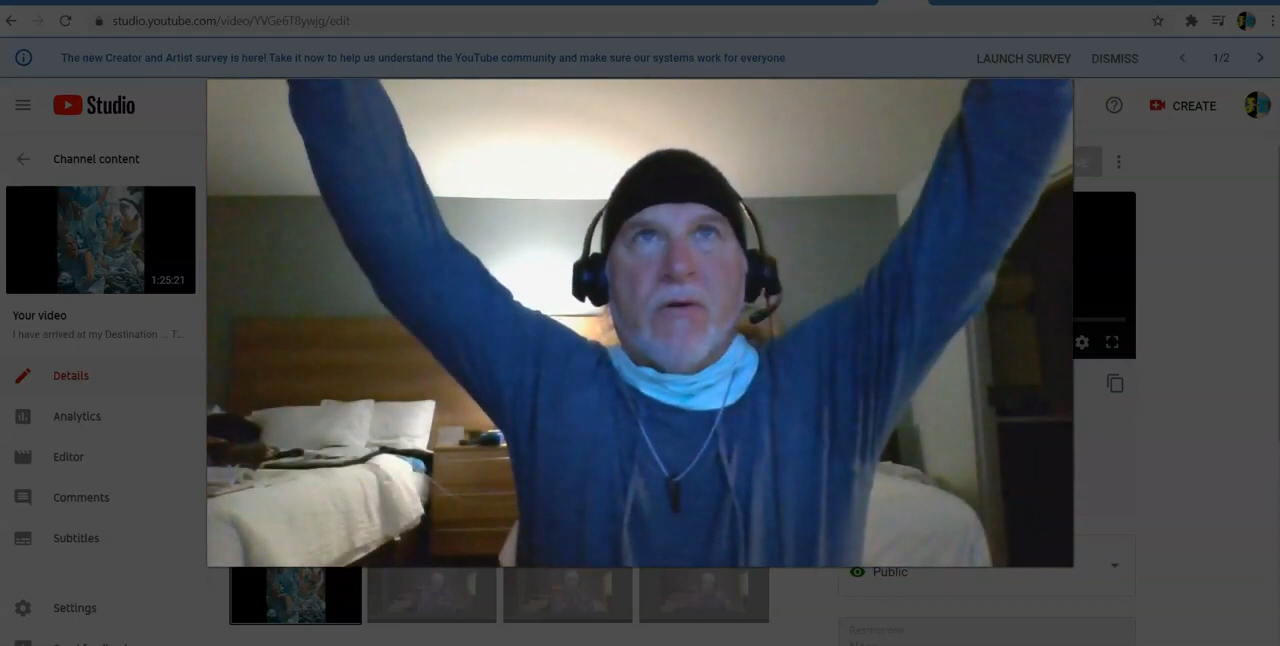 studio.youtube.com/video/YVGe6T8ywjg/edit
The new Creator and Artist survey is here! Take it now to help us understand the YouTube community and make sure our systems work for everyone
LAUNCH SURVEY
DISMISS
1/2
Studio
CREATE
Channel content
1:25:21
Your video
I have arrived at my Destination ... T...
Details
Analytics
Editor
Comments
Subtitles
Public
Settings